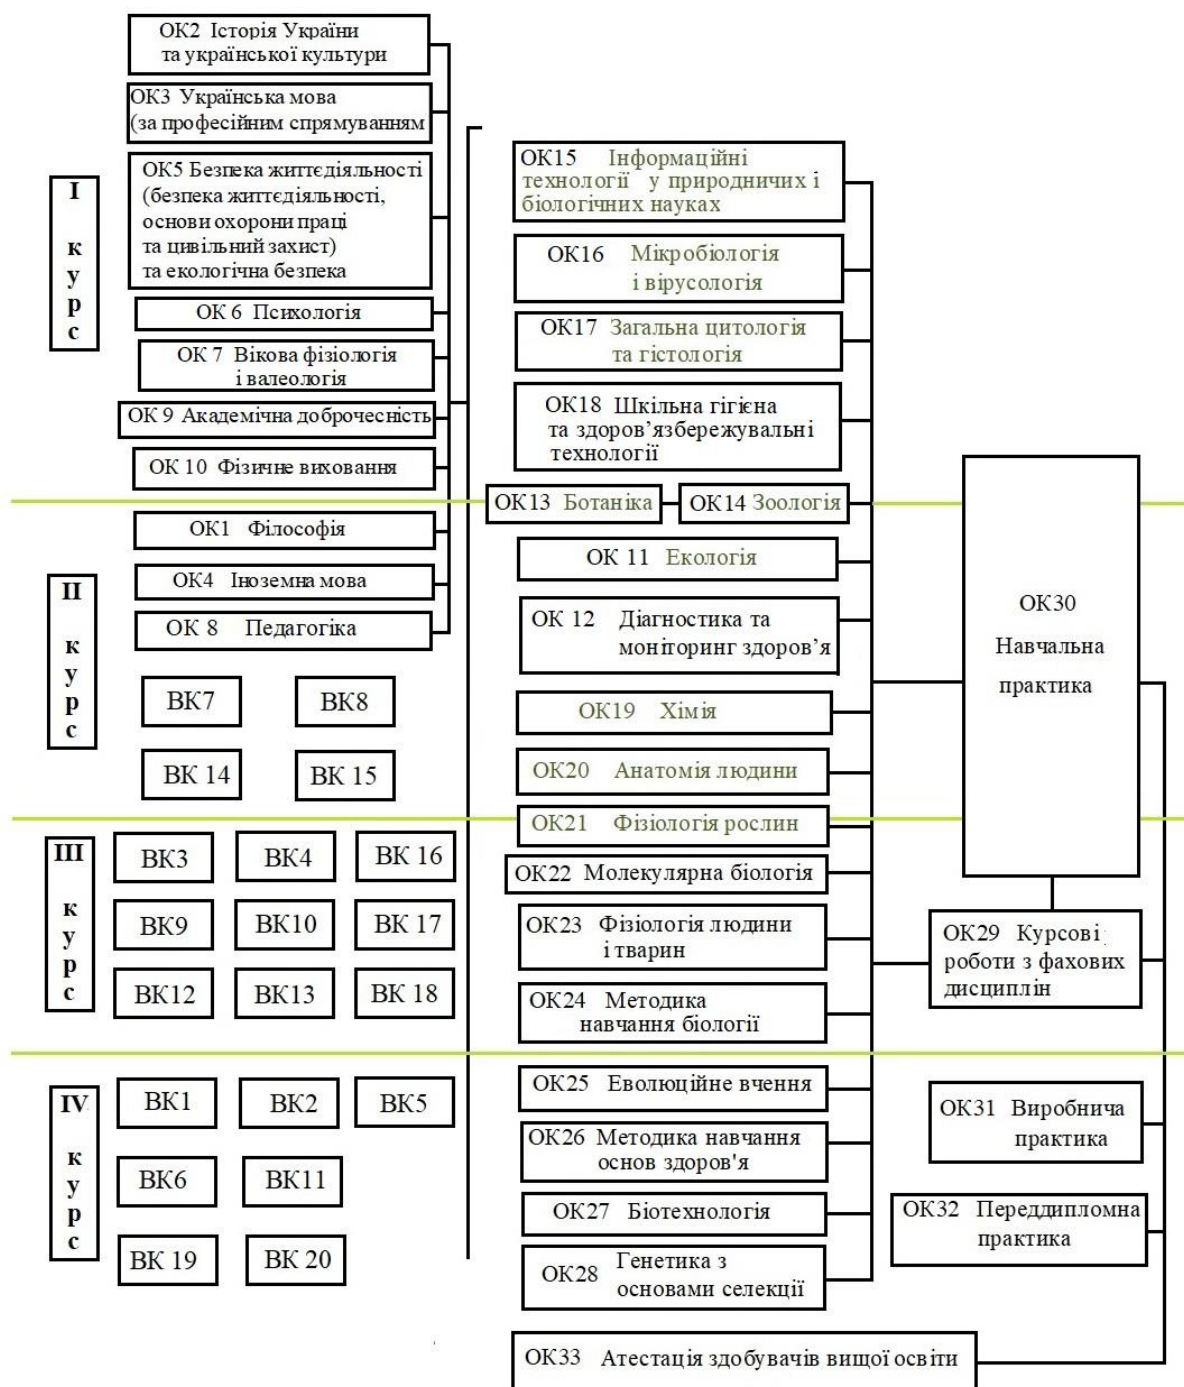 ОК2 Історія України
та української культури
ОК3 Українська мова
(за професійним спрямуванням
ОК5 Безпека життєдіяльності
(безпека життєдіяльності,
основи охорони праці
та цивільний захист)
та екологічна безпека
ОК 6 Психологія
ОК 7 Вікова фізіологія
і валеологія
ОК 9 Академічна доброчесність
ОК 10 Фізичне виховання
І курс
ОК15 Інформаційні
технології у природничих і
біологічних науках
ОК16 Мікробіологія
і вірусологія
ОК17 Загальна цитологія
та гістологія
ОК18 Шкільна гігієна
та здоров’язбережувальні
технології
ОК13 Ботаніка
ОК14 Зоологія
ОК1 Філософія
ОК4 Іноземна мова
ОК 8 Педагогіка
ІІ курс
ВК7
ВК8
ВК 14
ВК 15
ОК 11 Екологія
ОК 12 Діагностика та
моніторинг здоров’я
ОК19 Хімія
ОК20 Анатомія людини
ОК21 Фізіологія рослин
ОК30
Навчальна
практика
ІІІ курс
ВК3
ВК4
ВК 16
ВК9
ВК10
ВК 17
ВК12
ВК13
ВК 18
ОК22 Молекулярна біологія
ОК23 Фізіологія людини
і тварин
ОК24 Методика
навчання біології
ОК29 Курсові
роботи з фахових
дисциплін
IV курс
ВК1
ВК2
ВК5
ВК6
ВК11
ВК 19
ВК 20
ОК25 Еволюційне вчення
ОК26 Методика навчання
основ здоров'я
ОК27 Біотехнологія
ОК28 Генетика з
основами селекції
ОК31 Виробнича
практика
ОК32 Переддипломна
практика
ОК33 Атестація здобувачів вищої освіти